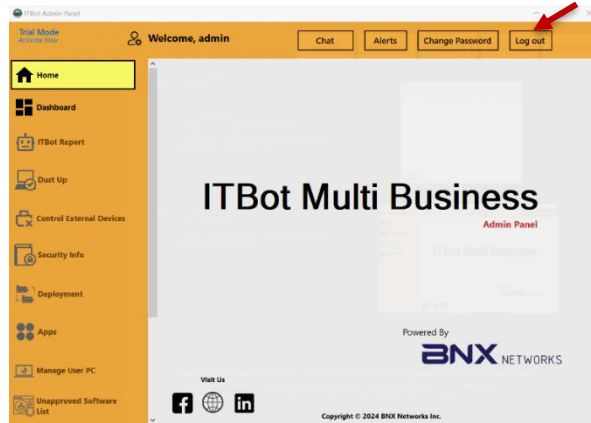 ITBot Admin Panel
Trial Mode
Activate Now
Welcome, admin
Chat
Alerts
Change Password
Log out
Home
Dashboard
ITBot Report
Dust Up
Control External Devices
Security Info
Deployment
Apps
Manage User PC
Unapproved Software
List
ITBot Multi Business
Admin Panel
Powered By
BNX NETWORKS
Visit Us
Copyright © 2024 BNX Networks Inc.